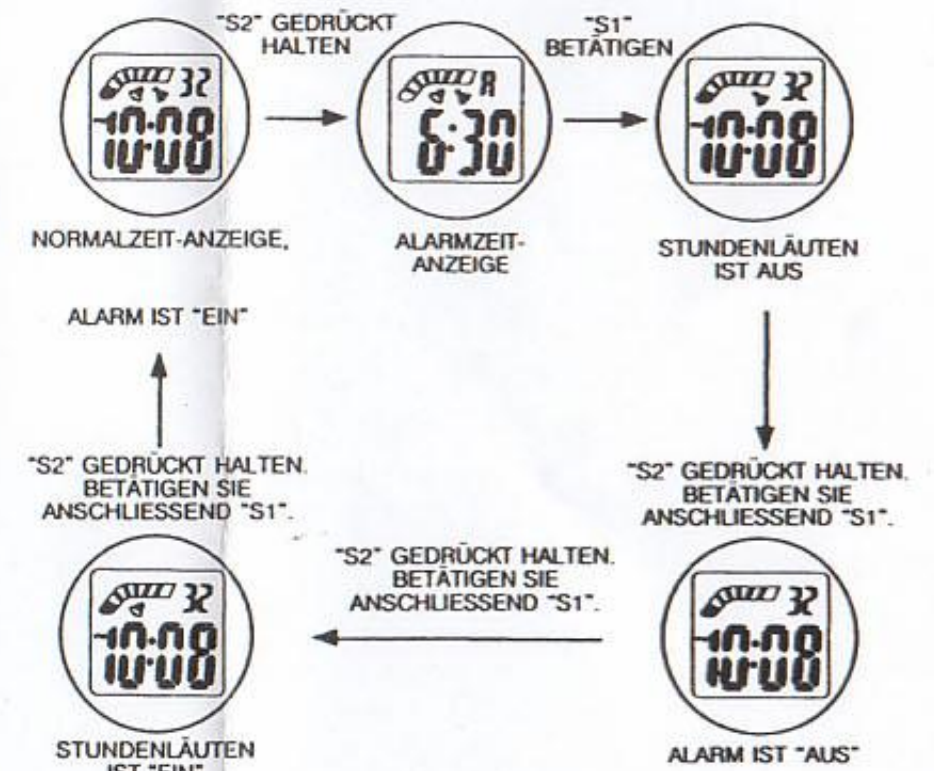 "S2" GEDRÜCKT
HALTEN
"S1"
BETÄTIGEN
32
10:08
A
6:30
32
10:08
NORMALZEIT-ANZEIGE,
ALARM IST "EIN"
ALARMZEIT-
ANZEIGE
STUNDENLÄUTEN
IST AUS
"S2" GEDRÜCKT HALTEN.
BETÄTIGEN SIE
ANSCHLIESSEND "S1".
"S2" GEDRÜCKT HALTEN.
BETÄTIGEN SIE
ANSCHLIESSEND "S1".
32
10:08
ALARM IST "AUS"
"S2" GEDRÜCKT HALTEN.
BETÄTIGEN SIE
ANSCHLIESSEND "S1".
32
10:08
STUNDENLÄUTEN
IST "EIN"